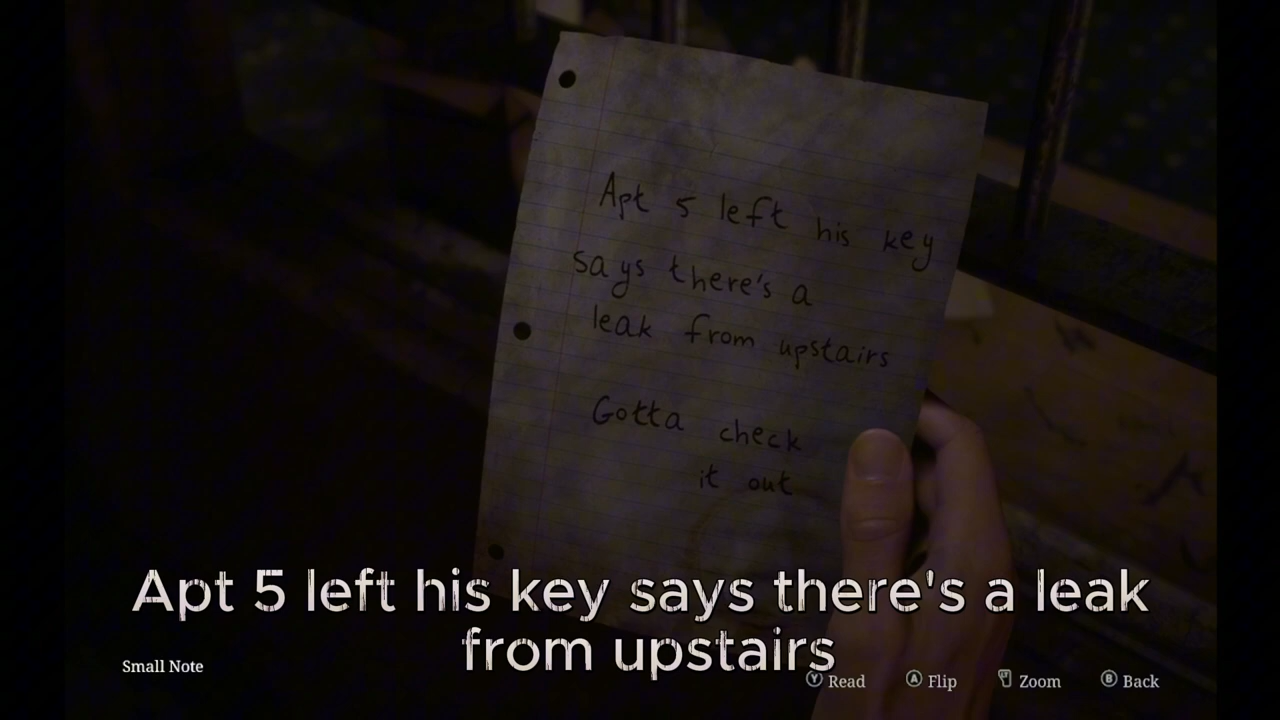 Apt 5 left his key
says there's a
leak from upstairs
Gotta check
it out
Apt 5 left his key says there's a leak
from upstairs
Small Note
Y Read
A Flip
LT Zoom
B Back